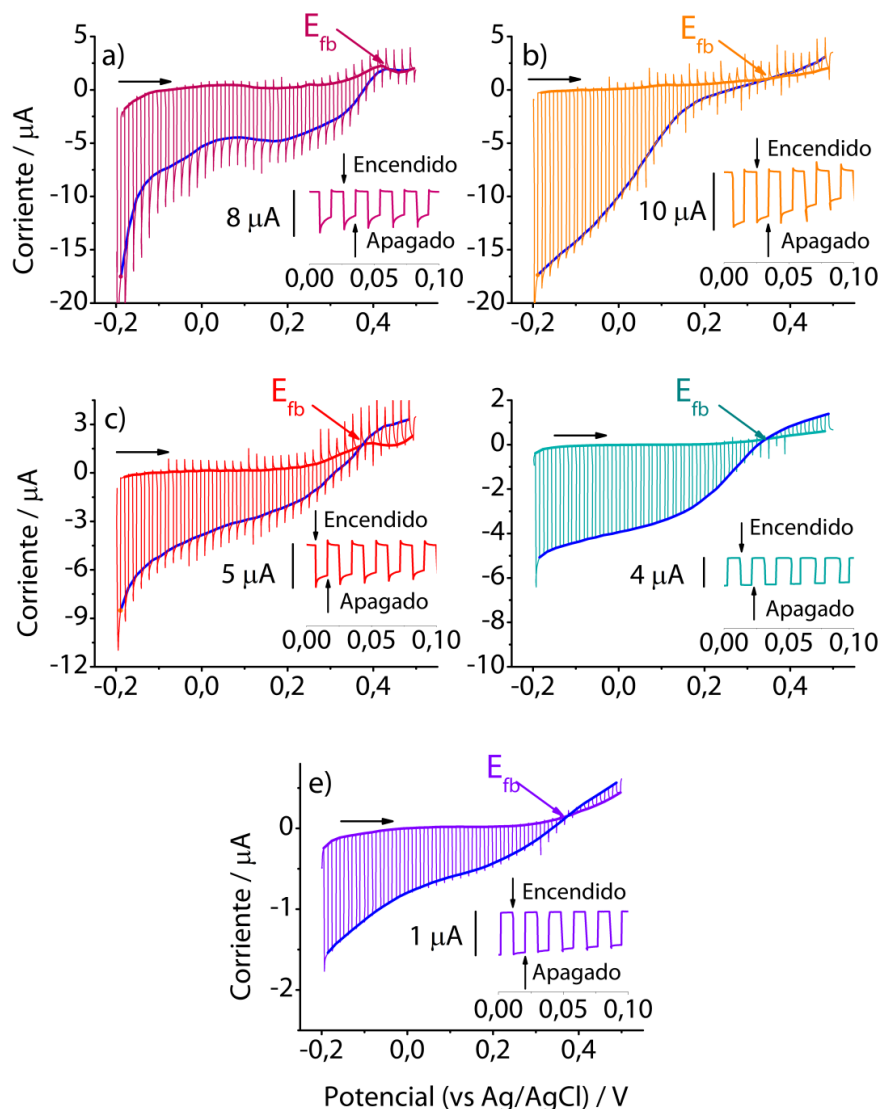 a)
E_fb
Corriente / μA
5
0
-5
-10
-15
-20
-0,2 0,0 0,2 0,4
8 μA
Encendido
Apagado
0,00 0,05 0,10
b)
E_fb
5
0
-5
-10
-15
-20
-0,2 0,0 0,2 0,4
10 μA
Encendido
Apagado
0,00 0,05 0,10
c)
E_fb
Corriente / μA
3
0
-3
-6
-9
-12
-0,2 0,0 0,2 0,4
5 μA
Encendido
Apagado
0,00 0,05 0,10
E_fb
2
0
-2
-4
-6
-8
-10
-0,2 0,0 0,2 0,4
4 μA
Encendido
Apagado
0,00 0,05 0,10
e)
E_fb
Corriente / μA
0
-1
-2
-0,2 0,0 0,2 0,4
1 μA
Encendido
Apagado
0,00 0,05 0,10
Potencial (vs Ag/AgCl) / V